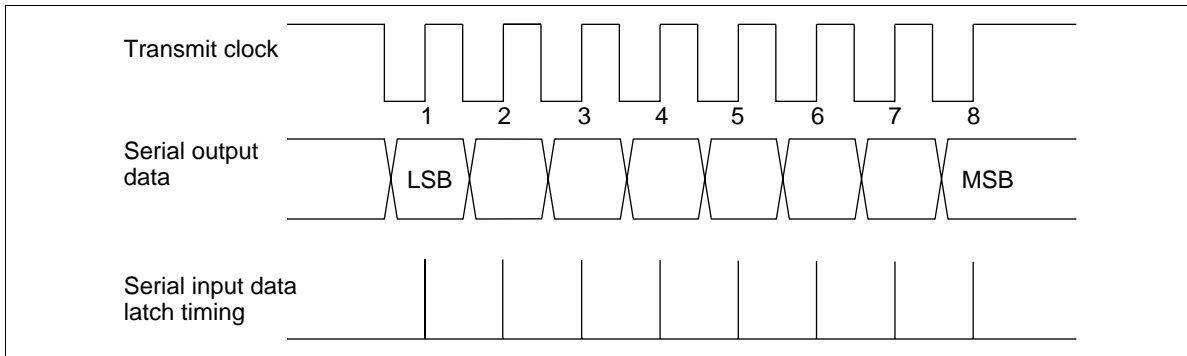 Transmit clock
1 2 3 4 5 6 7 8
Serial output
data
LSB MSB
Serial input data
latch timing